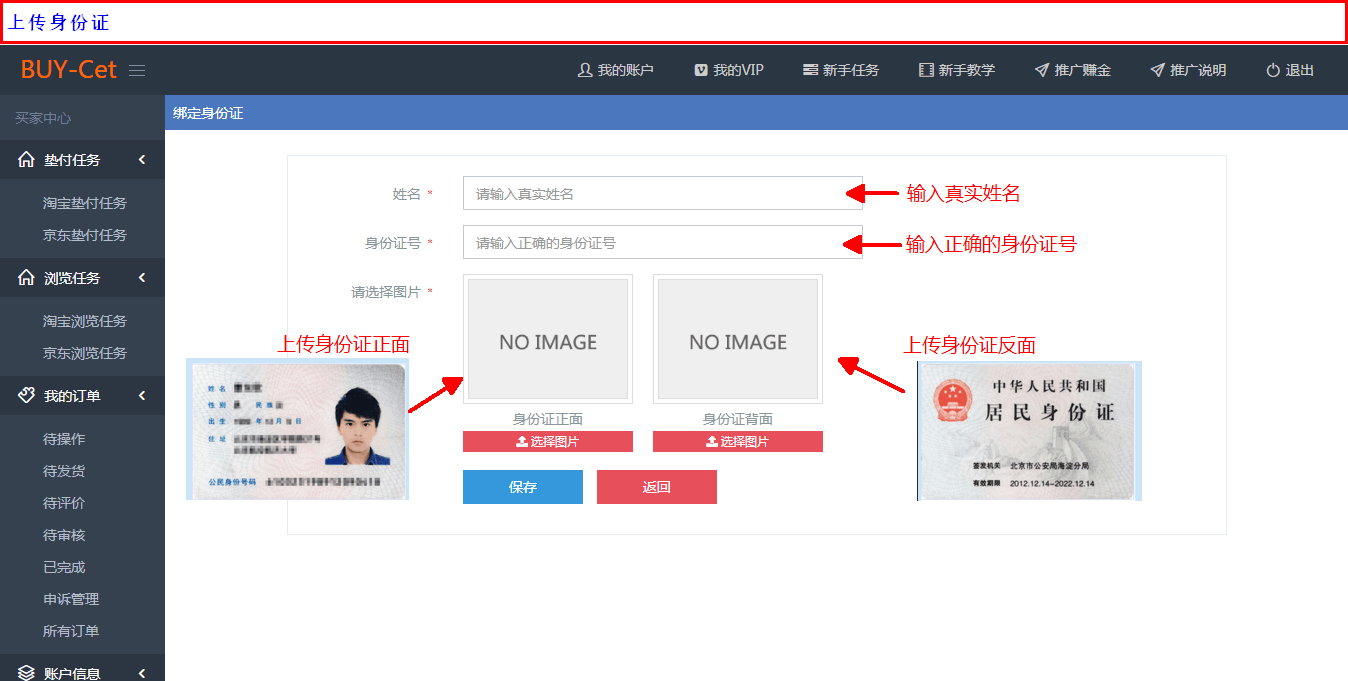 上传身份证
BUY-Cet
我的账户
我的VIP
新手任务
新手教学
推广赚金
推广说明
退出
买家中心
绑定身份证
垫付任务
淘宝垫付任务
京东垫付任务
浏览任务
淘宝浏览任务
京东浏览任务
我的订单
待操作
待发货
待评价
待审核
已完成
申诉管理
所有订单
账户信息
姓名 *
请输入真实姓名
输入真实姓名
身份证号 *
请输入正确的身份证号
输入正确的身份证号
请选择图片 *
NO IMAGE
NO IMAGE
上传身份证正面
上传身份证反面
姓名
性别
民族
出生
年
月
日
住址
公民身份号码
中华人民共和国
居民身份证
签发机关 北京市公安局海淀分局
有效期限 2012.12.14-2022.12.14
身份证正面
身份证背面
选择图片
选择图片
保存
返回